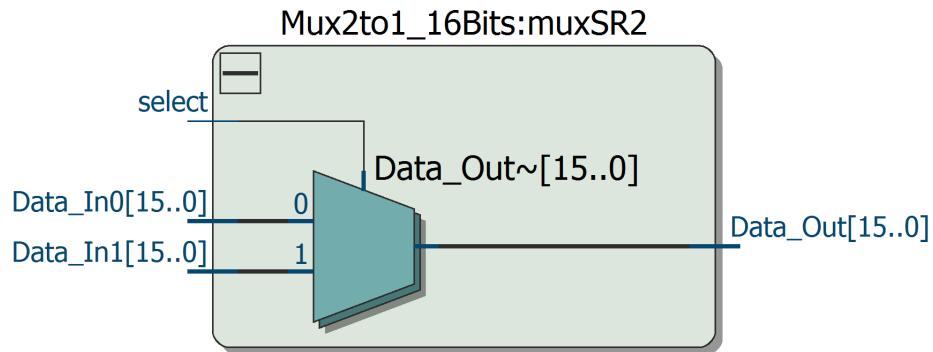 Mux2to1_16Bits:muxSR2
select
Data_Out~[15..0]
Data_In0[15..0]
0
Data_In1[15..0]
1
Data_Out[15..0]